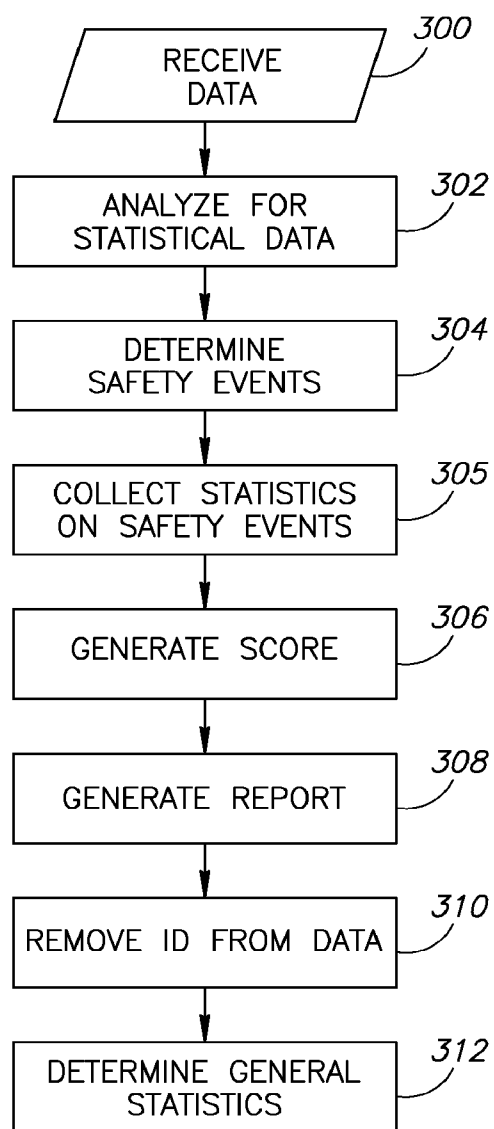 300
RECEIVE
DATA
302
ANALYZE FOR
STATISTICAL DATA
304
DETERMINE
SAFETY EVENTS
305
COLLECT STATISTICS
ON SAFETY EVENTS
306
GENERATE SCORE
308
GENERATE REPORT
310
REMOVE ID FROM DATA
312
DETERMINE GENERAL
STATISTICS